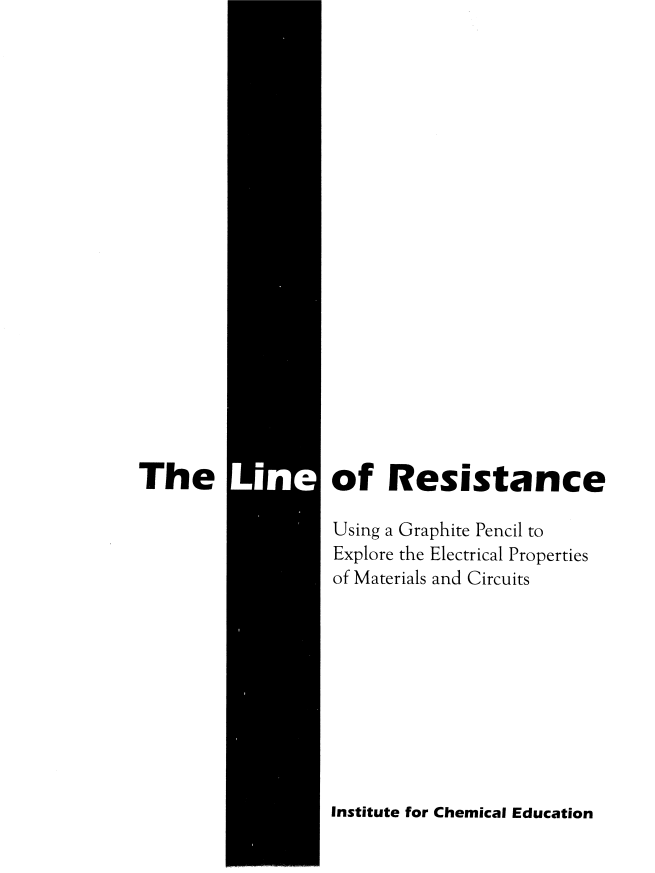 The Line of Resistance
Using a Graphite Pencil to
Explore the Electrical Properties
of Materials and Circuits
Institute for Chemical Education